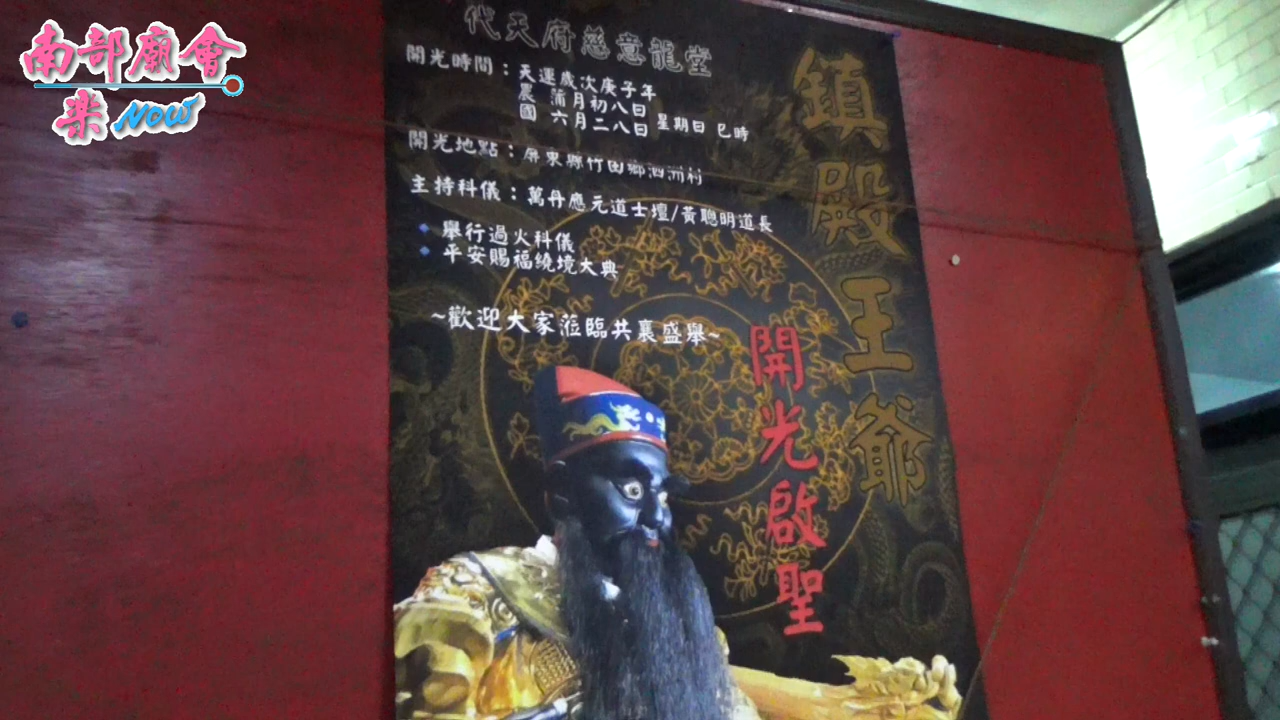 南部廟會
来NOW
代天府慈意龍堂
開光時間：天運歲次庚子年
農 蒲月初八日
國 六月二八日 星期日 巳時
開光地點：屏東縣竹田鄉泗洲村
主持科儀：萬丹應元道士壇/黃聰明道長
舉行過火科儀
平安賜福繞境大典
~歡迎大家蒞臨共襄盛舉~
鎮殿王爺
開光啟聖